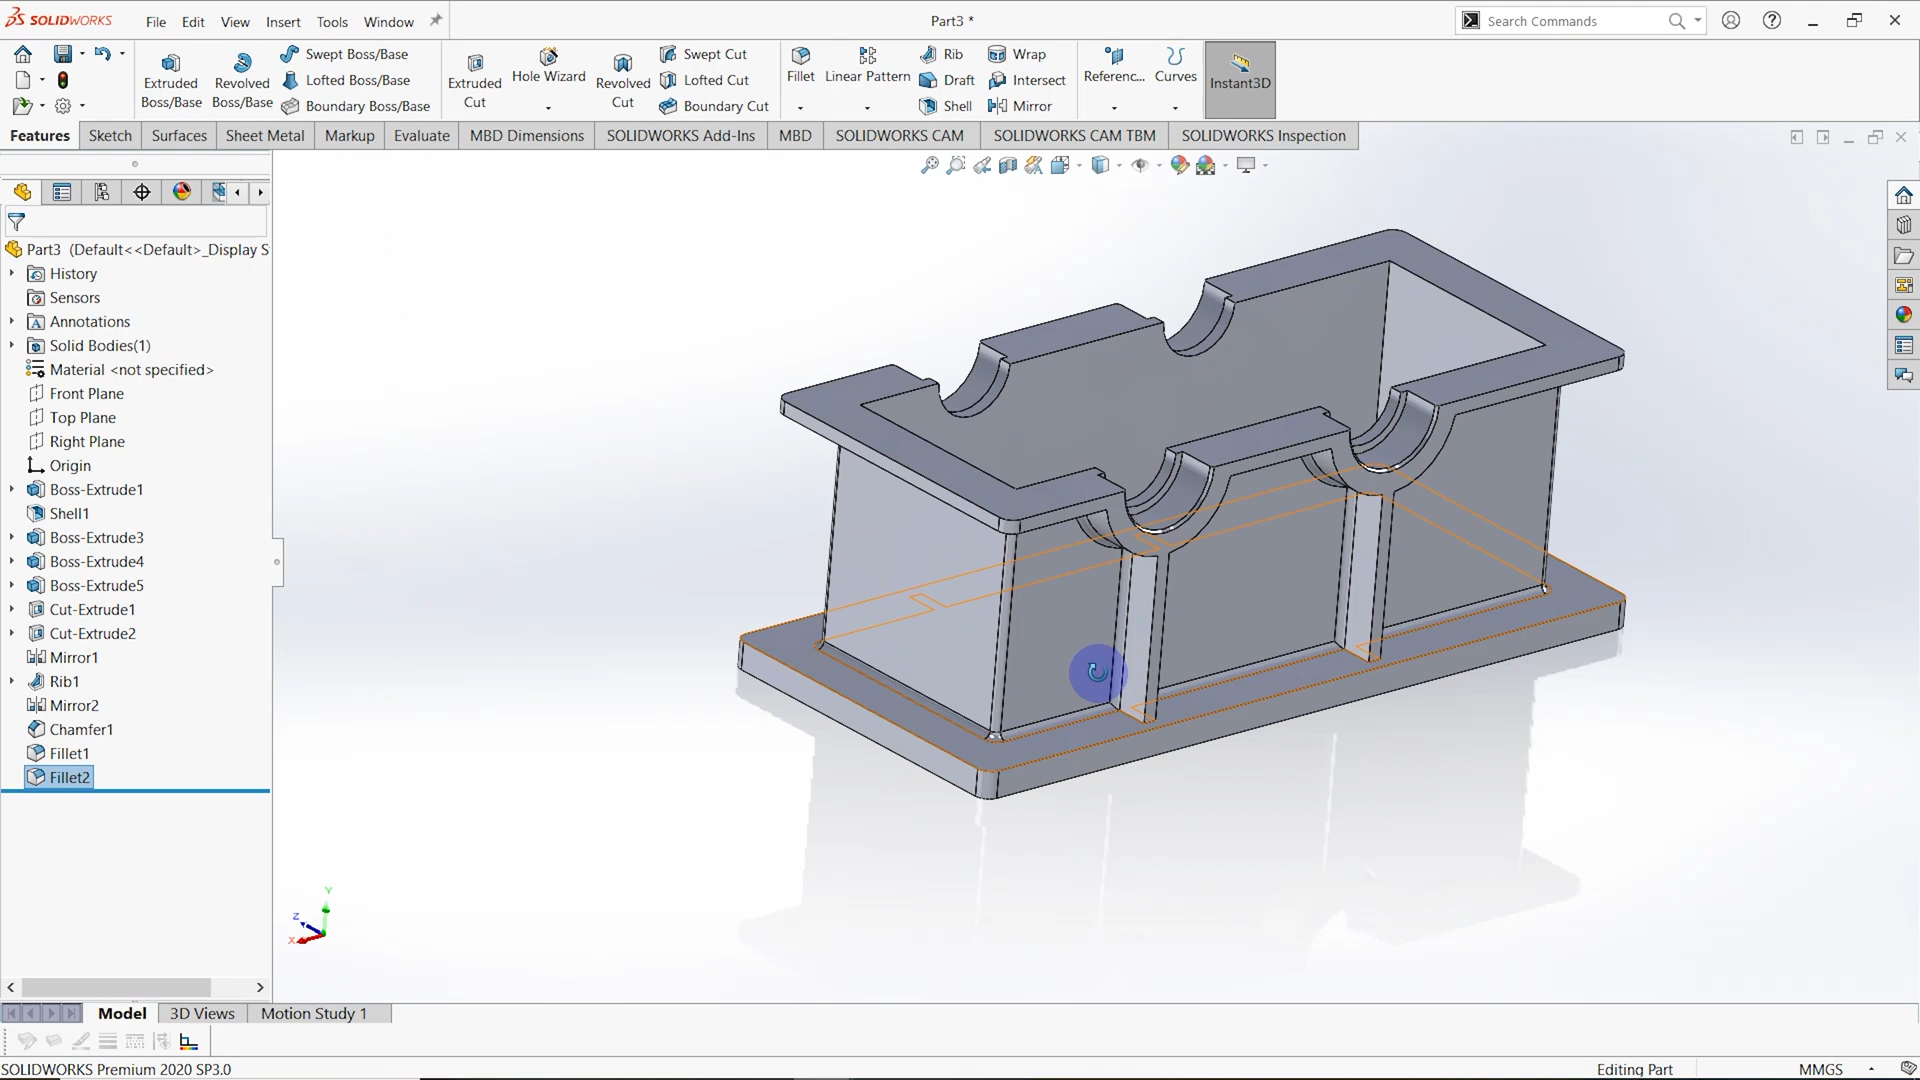 SOLIDWORKS File Edit View Insert Tools Window Part3 * Search Commands
Extruded Boss/Base
Revolved Boss/Base
Swept Boss/Base
Lofted Boss/Base
Boundary Boss/Base
Extruded Cut
Hole Wizard
Revolved Cut
Swept Cut
Lofted Cut
Boundary Cut
Fillet
Linear Pattern
Rib
Draft
Shell
Wrap
Intersect
Mirror
Referenc...
Curves
Instant3D
Features Sketch Surfaces Sheet Metal Markup Evaluate MBD Dimensions SOLIDWORKS Add-Ins MBD SOLIDWORKS CAM SOLIDWORKS CAM TBM SOLIDWORKS Inspection
Part3 (Default<<Default>_Display S
History
Sensors
Annotations
Solid Bodies(1)
Material <not specified>
Front Plane
Top Plane
Right Plane
Origin
Boss-Extrude1
Shell1
Boss-Extrude3
Boss-Extrude4
Boss-Extrude5
Cut-Extrude1
Cut-Extrude2
Mirror1
Rib1
Mirror2
Chamfer1
Fillet1
Fillet2
Y
Z
X
Model 3D Views Motion Study 1
SOLIDWORKS Premium 2020 SP3.0 Editing Part MMGS